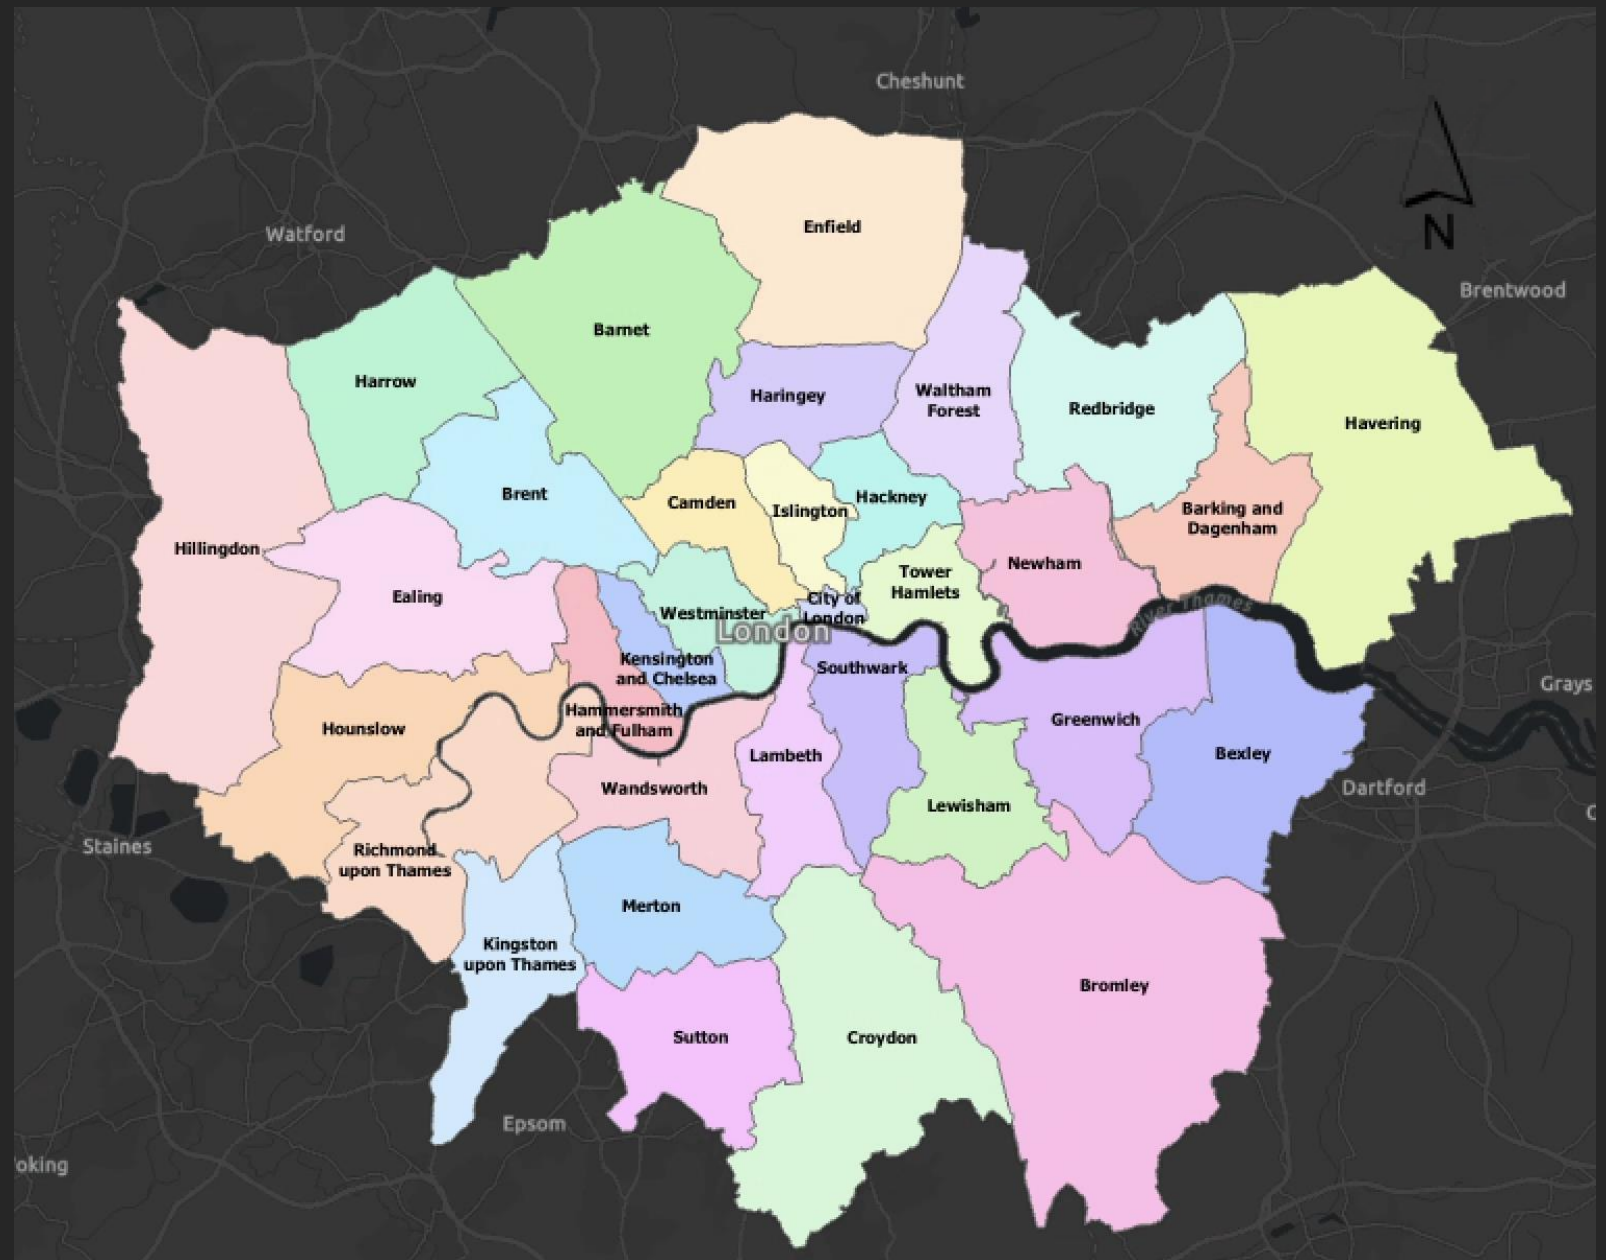 Cheshunt
N
Enfield
Watford
Brentwood
Barnet
Harrow
Haringey
Waltham
Forest
Redbridge
Havering
Brent
Camden
Islington
Hackney
Barking and
Dagenham
Hillingdon
Newham
Tower
Hamlets
Ealing
City of
London
Westminster
London
River Thames
Kensington
and Chelsea
Southwark
Grays
Hammersmith
and Fulham
Hounslow
Greenwich
Lambeth
Bexley
Wandsworth
Dartford
Lewisham
Staines
Richmond
upon Thames
Merton
Kingston
upon Thames
Bromley
Sutton
Croydon
Epsom
oking